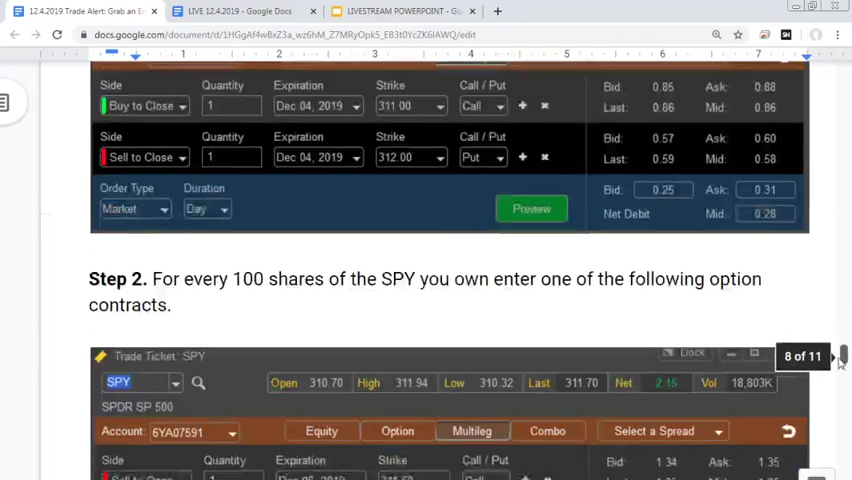 12.4.2019 Trade Alert: Grab an Ea
LIVE 12.4.2019 - Google Docs
LIVESTREAM POWERPOINT - Go
docs.google.com/document/d/1HGgAf4wBxZ3a_wz6hM_Z7MRyOpk5_EB3t0YcZK6IAWQ/edit
1 2 3 4 5 6 7
Side Quantity Expiration Strike Call / Put Bid: 0.85 Ask: 0.88
Buy to Close 1 Dec 04, 2019 311.00 Call Last: 0.86 Mid: 0.86
Side Quantity Expiration Strike Call / Put Bid: 0.57 Ask: 0.60
Sell to Close 1 Dec 04, 2019 312.00 Put Last: 0.59 Mid: 0.58
Order Type Duration Bid: 0.25 Ask: 0.31
Market Day Preview Net Debit Mid: 0.28
Step 2. For every 100 shares of the SPY you own enter one of the following option
contracts.
8 of 11
Trade Ticket: SPY Dock
SPY Open 310.70 High 311.94 Low 310.32 Last 311.70 Net 2.16 Vol 18,803K
SPDR SP 500
Account: 6YA07591 Equity Option Multileg Combo Select a Spread
Side Quantity Expiration Strike Call / Put Bid: 1.34 Ask: 1.35